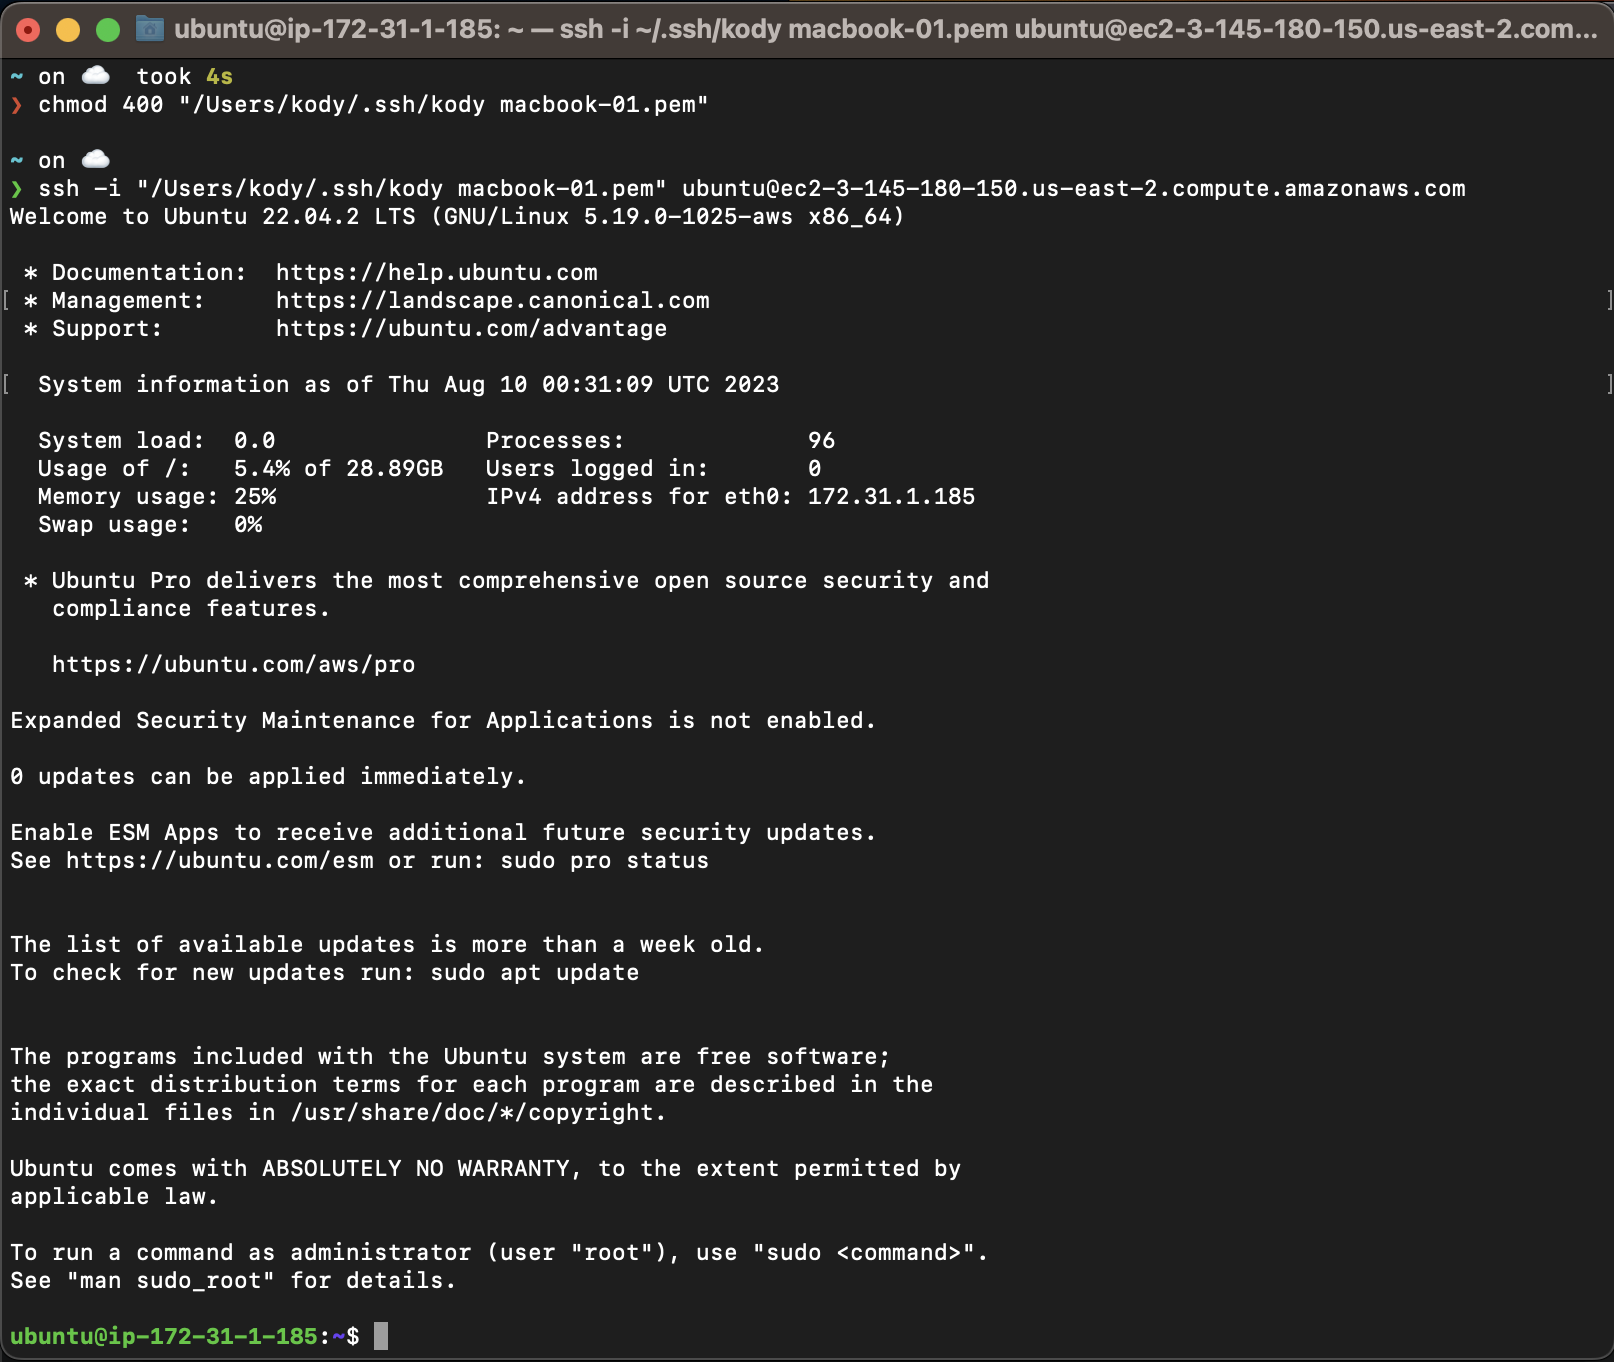 ubuntu@ip-172-31-1-185: ~ — ssh -i ~/.ssh/kody macbook-01.pem ubuntu@ec2-3-145-180-150.us-east-2.com...
~ on ☁️ took 4s
❯ chmod 400 "/Users/kody/.ssh/kody macbook-01.pem"
~ on ☁️
❯ ssh -i "/Users/kody/.ssh/kody macbook-01.pem" ubuntu@ec2-3-145-180-150.us-east-2.compute.amazonaws.com
Welcome to Ubuntu 22.04.2 LTS (GNU/Linux 5.19.0-1025-aws x86_64)
* Documentation: https://help.ubuntu.com
[ * Management: https://landscape.canonical.com ]
* Support: https://ubuntu.com/advantage
[ System information as of Thu Aug 10 00:31:09 UTC 2023 ]
System load: 0.0 Processes: 96
Usage of /: 5.4% of 28.89GB Users logged in: 0
Memory usage: 25% IPv4 address for eth0: 172.31.1.185
Swap usage: 0%
* Ubuntu Pro delivers the most comprehensive open source security and
compliance features.
https://ubuntu.com/aws/pro
Expanded Security Maintenance for Applications is not enabled.
0 updates can be applied immediately.
Enable ESM Apps to receive additional future security updates.
See https://ubuntu.com/esm or run: sudo pro status
The list of available updates is more than a week old.
To check for new updates run: sudo apt update
The programs included with the Ubuntu system are free software;
the exact distribution terms for each program are described in the
individual files in /usr/share/doc/*/copyright.
Ubuntu comes with ABSOLUTELY NO WARRANTY, to the extent permitted by
applicable law.
To run a command as administrator (user "root"), use "sudo <command>".
See "man sudo_root" for details.
ubuntu@ip-172-31-1-185:~$